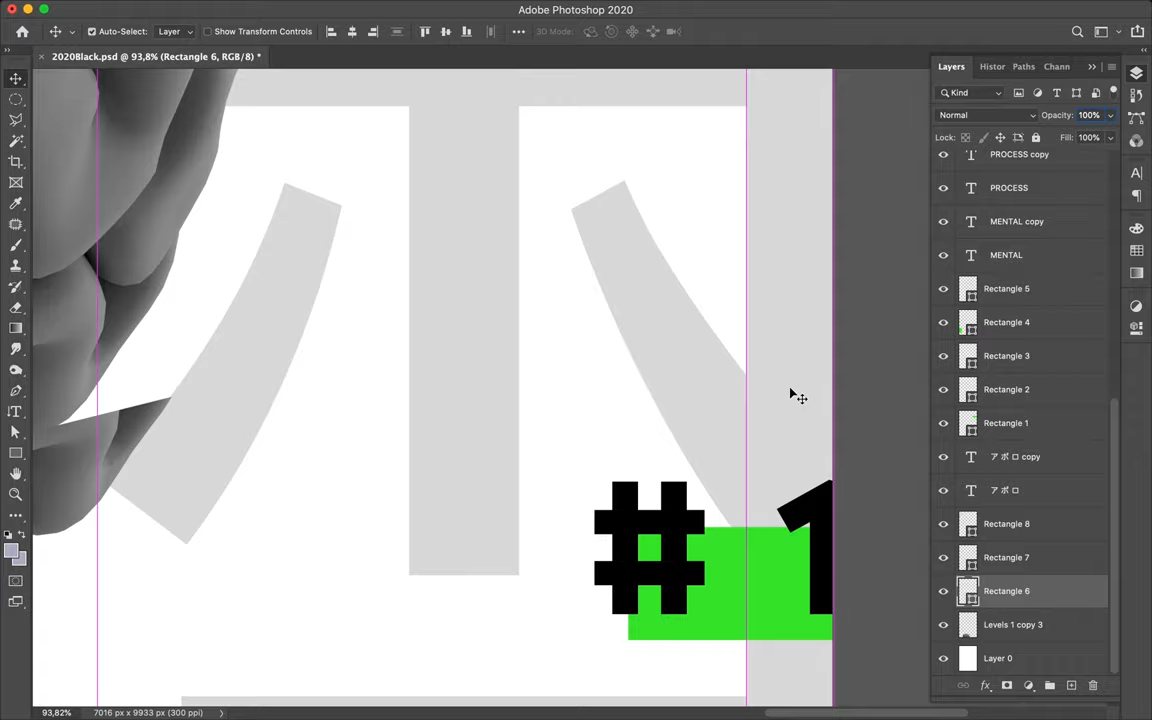 Adobe Photoshop 2020
Auto-Select:
Layer
Show Transform Controls
3D Mode:
2020Black.psd @ 93,8% (Rectangle 6, RGB/8) *
Layers
Histor
Paths
Chann
Kind
Normal
Opacity:
100%
Lock:
Fill:
100%
PROCESS copy
PROCESS
MENTAL copy
MENTAL
Rectangle 5
Rectangle 4
Rectangle 3
Rectangle 2
Rectangle 1
アポロ copy
アポロ
Rectangle 8
Rectangle 7
Rectangle 6
Levels 1 copy 3
Layer 0
#1
93,82%
7016 px x 9933 px (300 ppi)